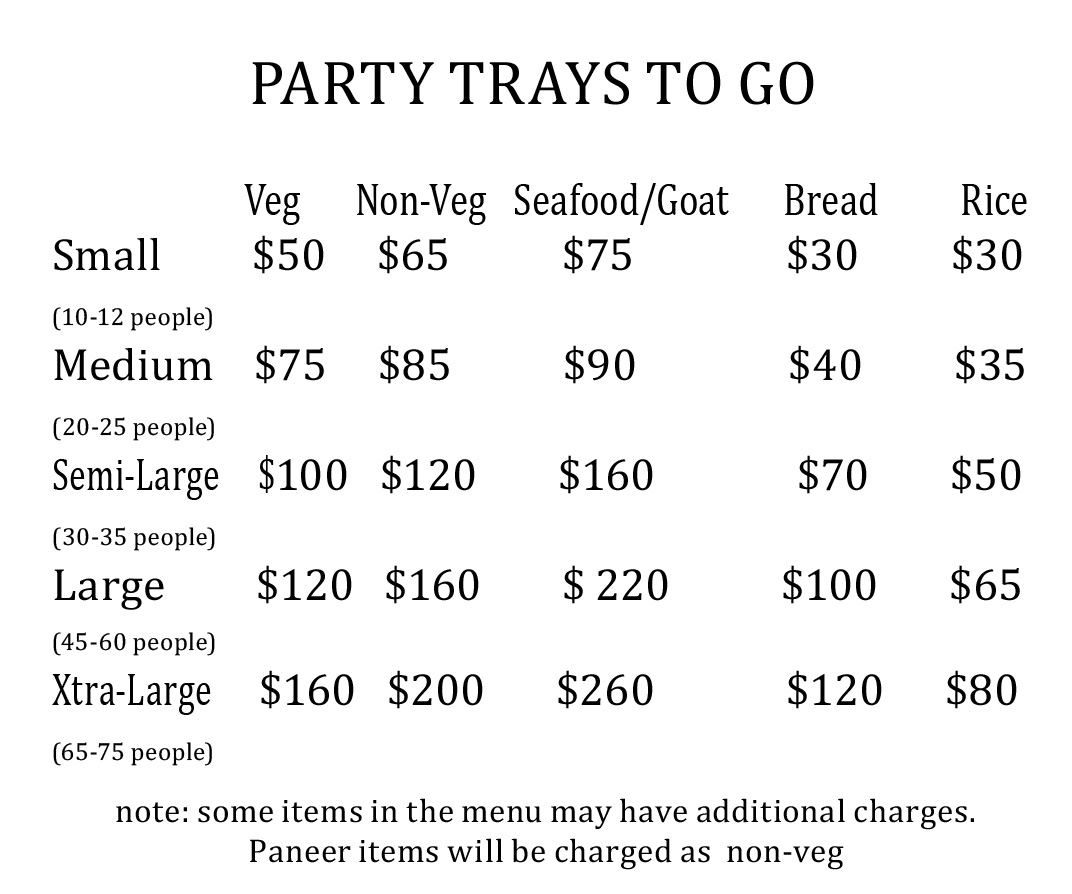 PARTY TRAYS TO GO
Veg Non-Veg Seafood/Goat Bread Rice
Small $50 $65 $75 $30 $30
(10-12 people)
Medium $75 $85 $90 $40 $35
(20-25 people)
Semi-Large $100 $120 $160 $70 $50
(30-35 people)
Large $120 $160 $ 220 $100 $65
(45-60 people)
Xtra-Large $160 $200 $260 $120 $80
(65-75 people)
note: some items in the menu may have additional charges.
Paneer items will be charged as non-veg